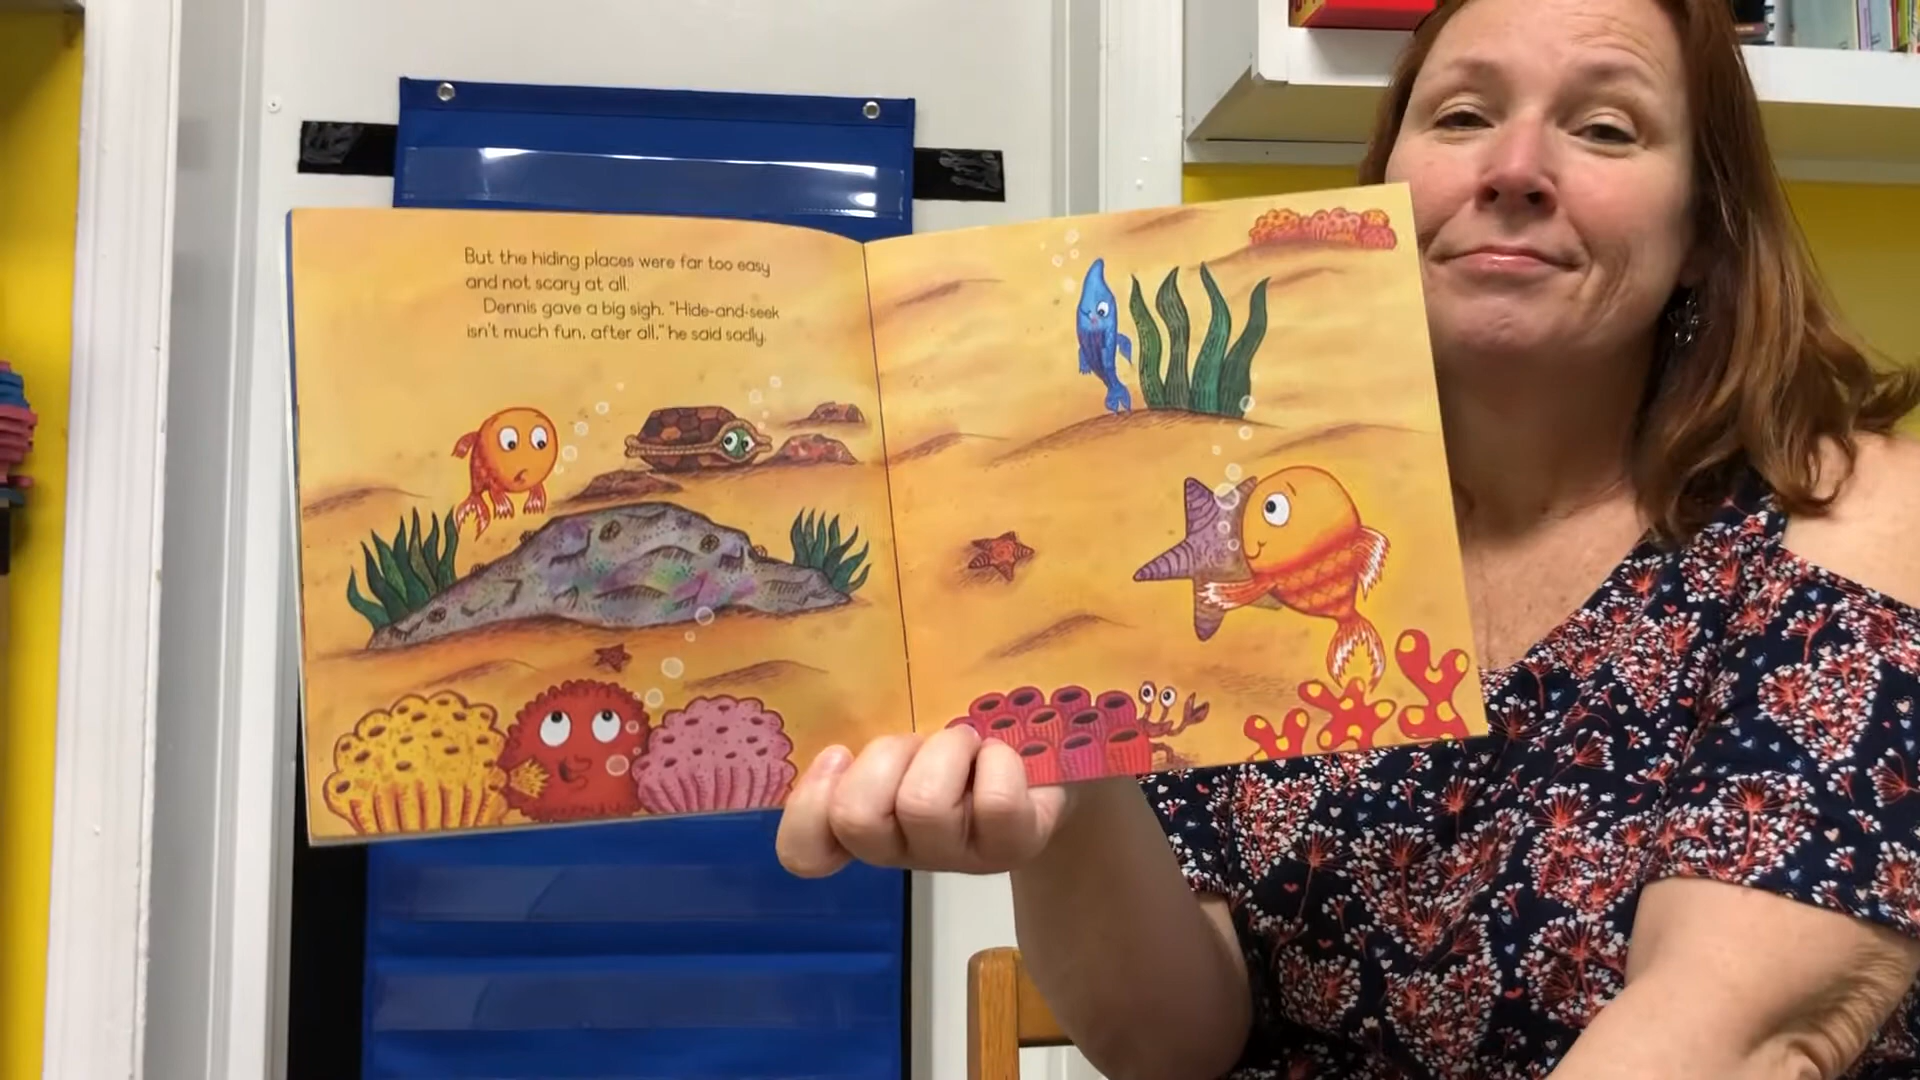 But the hiding places were far too easy
and not scary at all.
Dennis gave a big sigh. "Hide-and-seek
isn't much fun, after all," he said sadly.